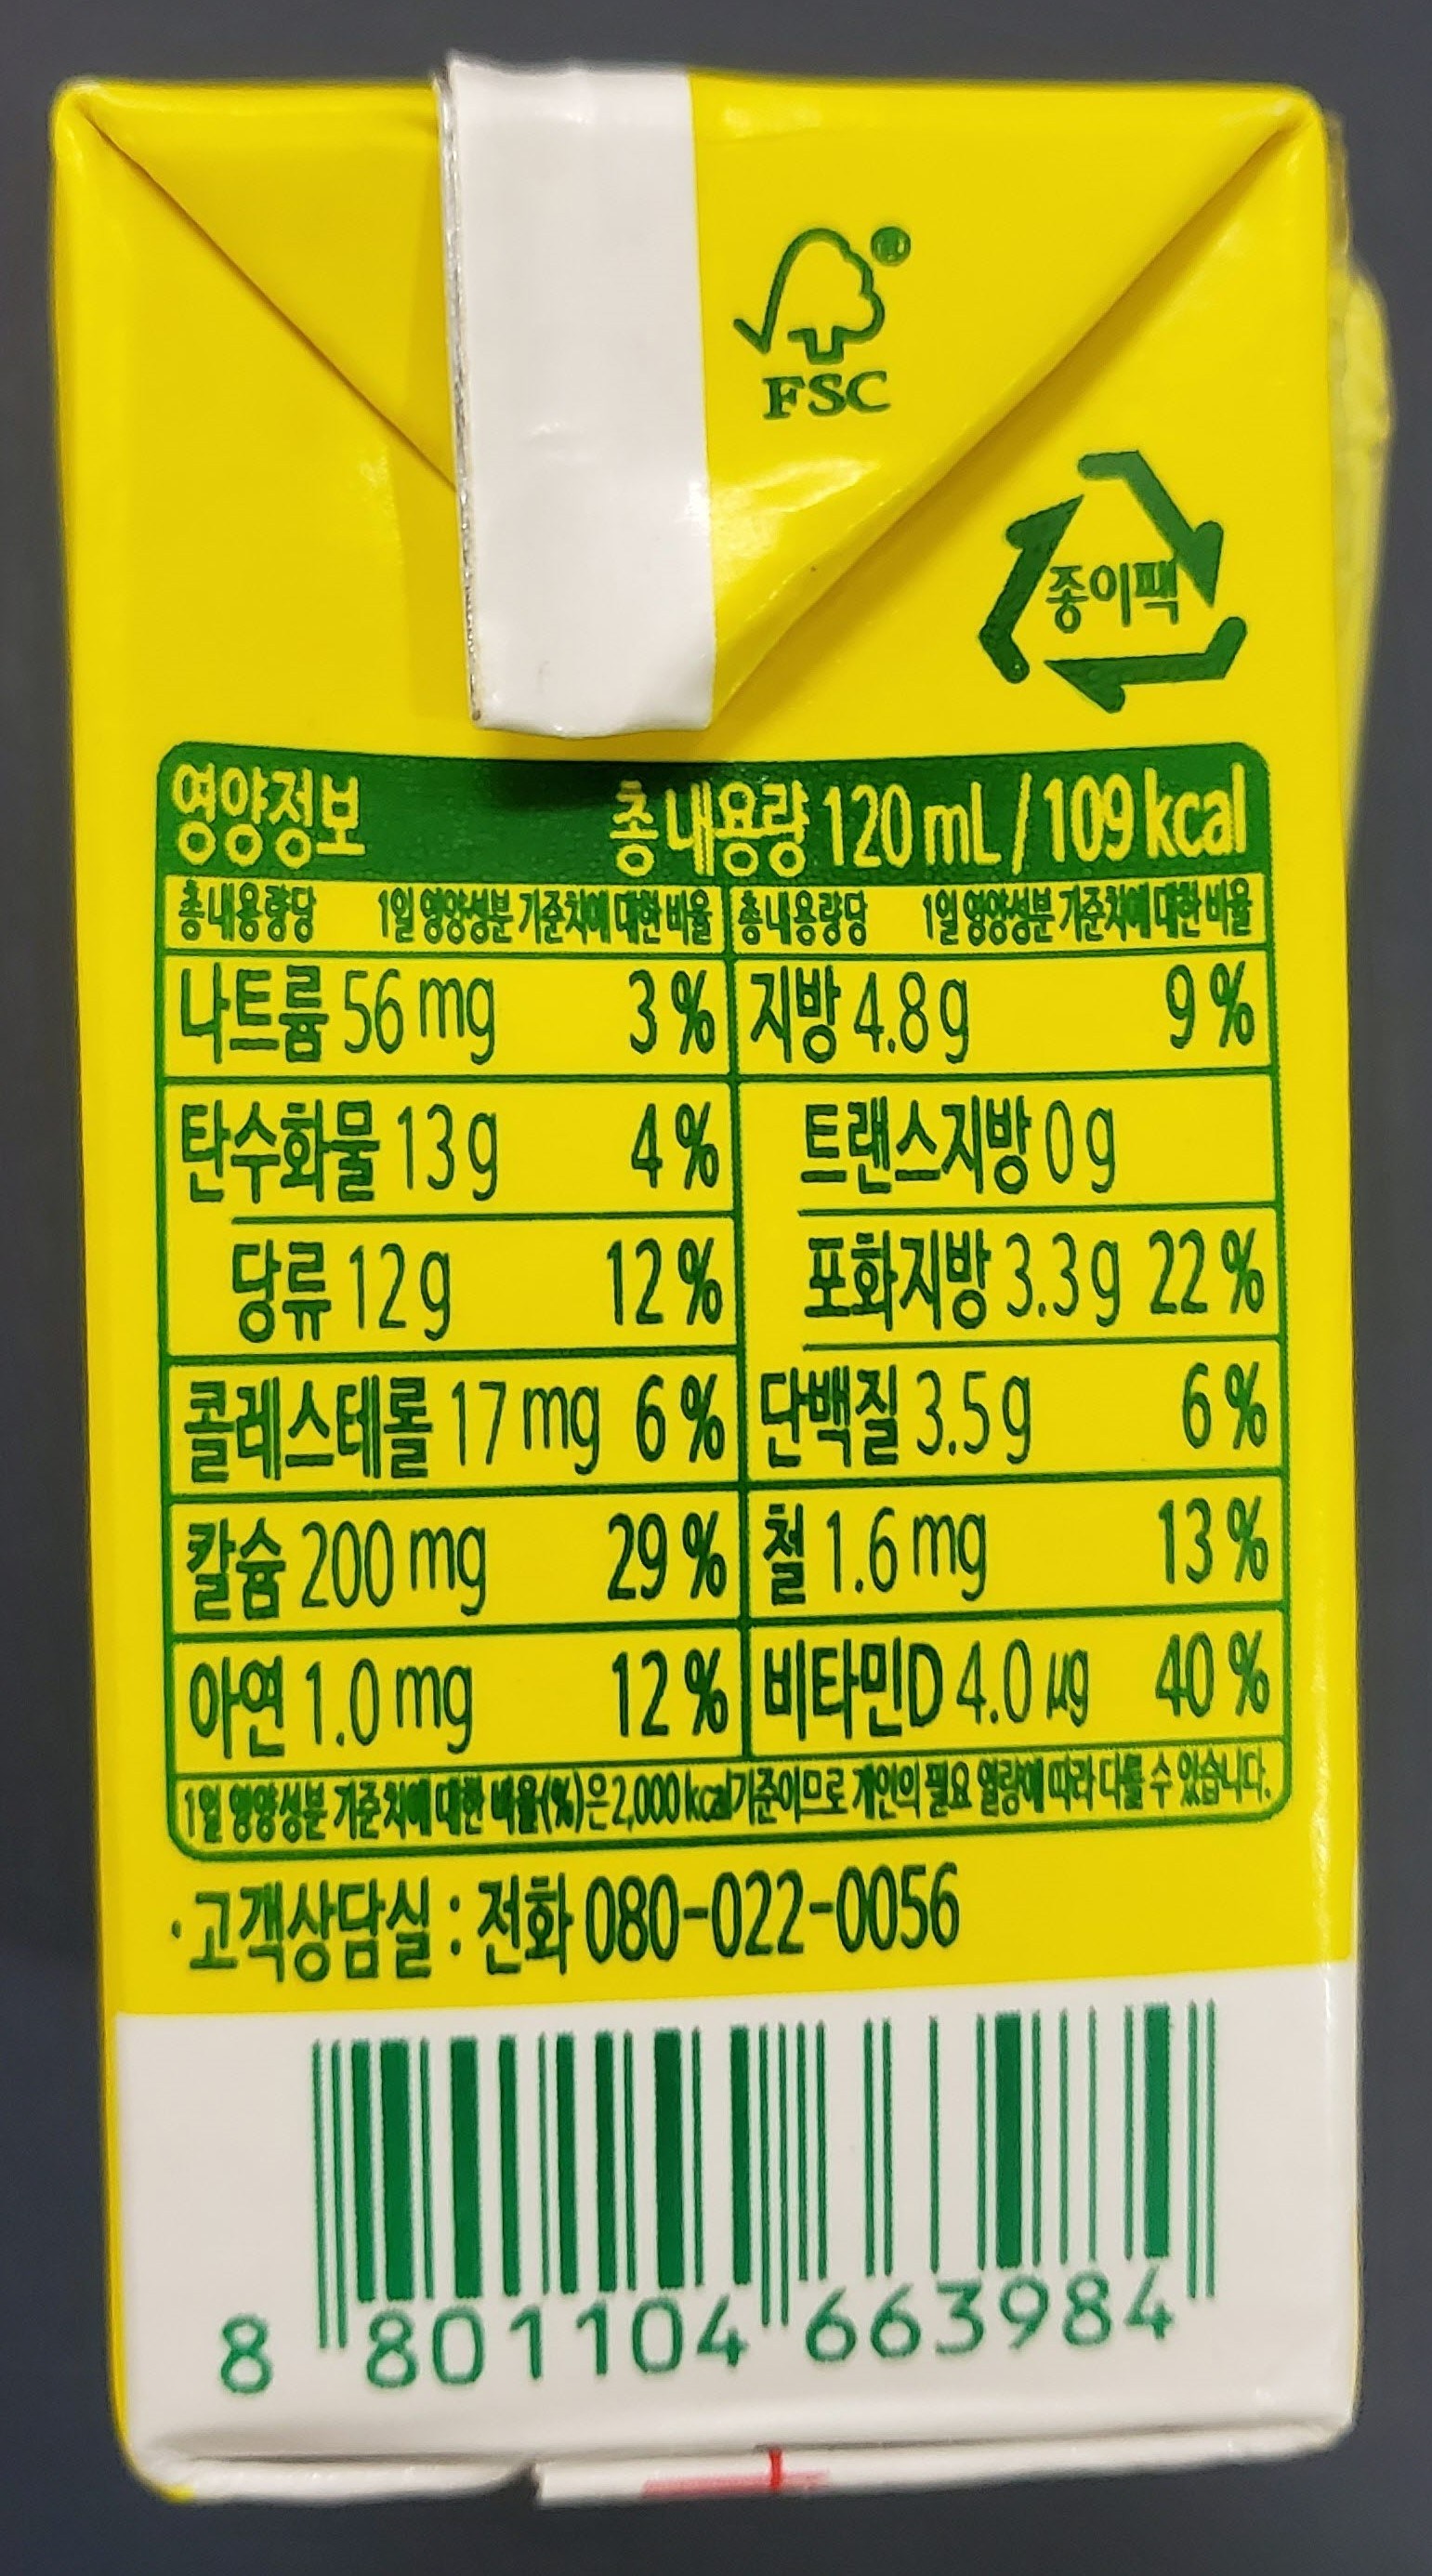 FSC
종이팩
영양정보 총 내용량 120 mL / 109 kcal
총 내용량당 1일 영양성분 기준치에 대한 비율 총 내용량당 1일 영양성분 기준치에 대한 비율
나트륨 56 mg 3 % 지방 4.8 g 9 %
탄수화물 13 g 4 % 트랜스지방 0 g
당류 12 g 12 % 포화지방 3.3 g 22 %
콜레스테롤 17 mg 6 % 단백질 3.5 g 6 %
칼슘 200 mg 29 % 철 1.6 mg 13 %
아연 1.0 mg 12 % 비타민D 4.0 μg 40 %
1일 영양성분 기준치에 대한 비율(%)은 2,000 kcal기준이므로 개인의 필요 열량에 따라 다를 수 있습니다.
·고객상담실 : 전화 080-022-0056
8 801104 663984